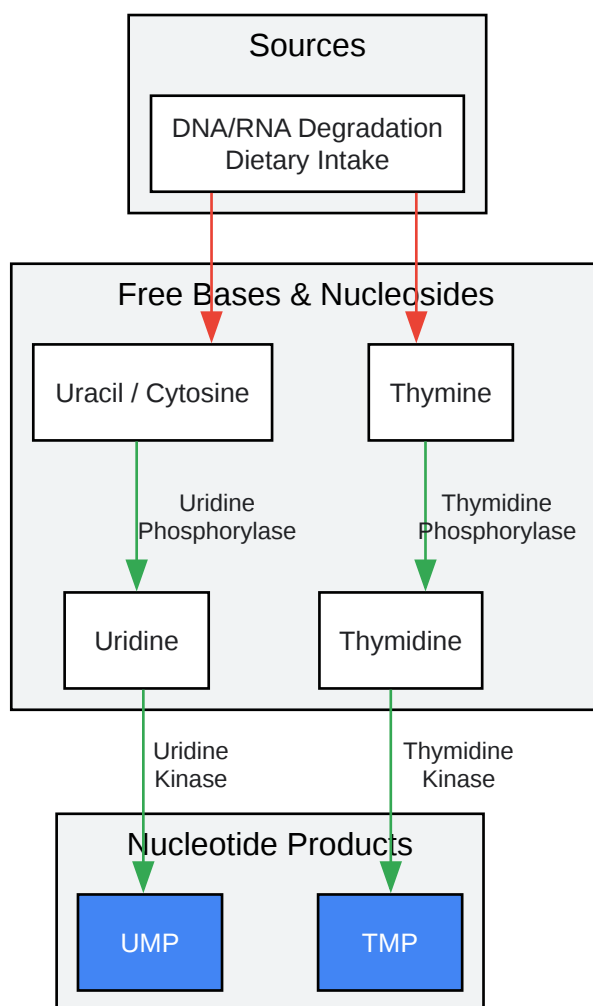 Sources
DNA/RNA Degradation
Dietary Intake
Free Bases & Nucleosides
Uracil / Cytosine
Thymine
Uridine
Phosphorylase
Thymidine
Phosphorylase
Uridine
Thymidine
Uridine
Kinase
Thymidine
Kinase
Nucleotide Products
UMP
TMP